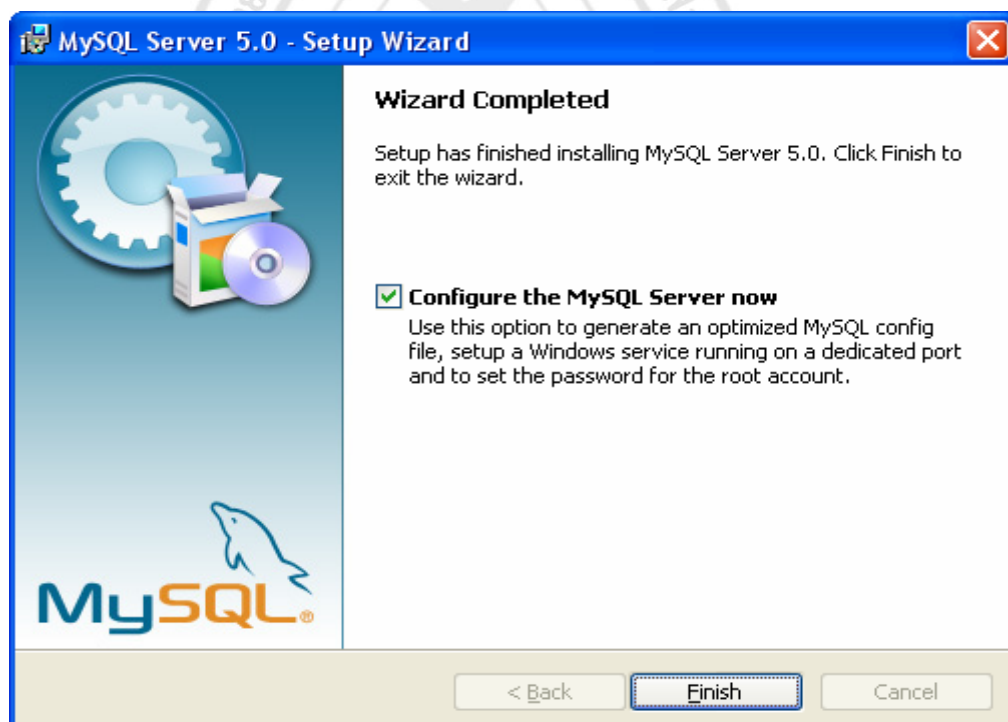 MySQL Server 5.0 - Setup Wizard
Wizard Completed
Setup has finished installing MySQL Server 5.0. Click Finish to
exit the wizard.
Configure the MySQL Server now
Use this option to generate an optimized MySQL config
file, setup a Windows service running on a dedicated port
and to set the password for the root account.
MySQL®
< Back
Finish
Cancel